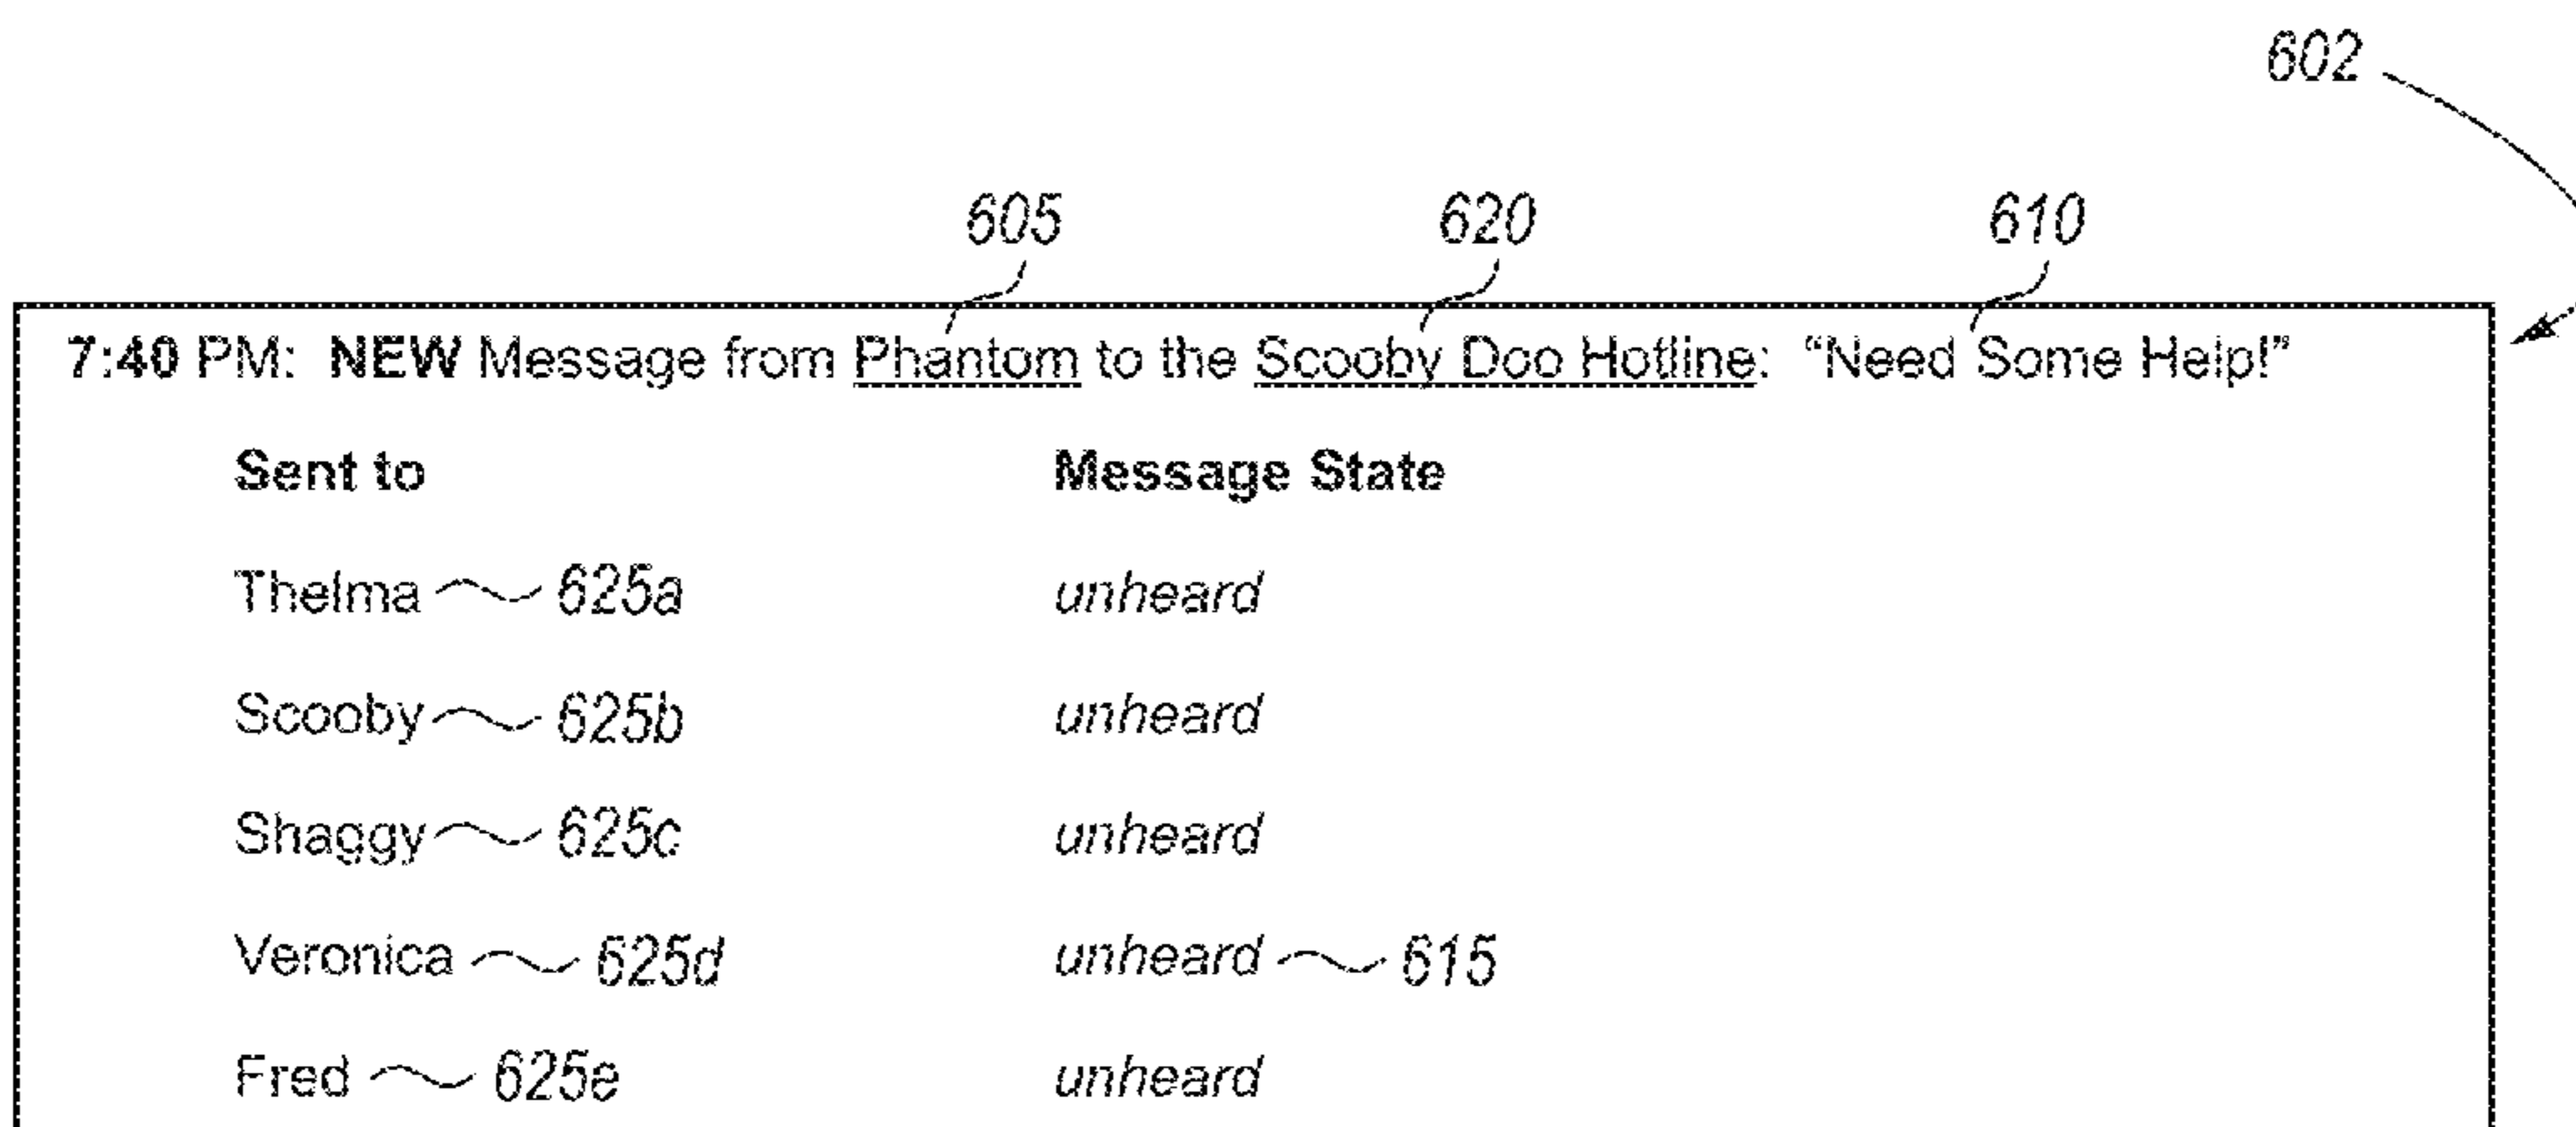 602
605 620 610
7:40 PM: NEW Message from Phantom to the Scooby Doo Hotline: “Need Some Help!”
Sent to Message State
Thelma 625a unheard
Scooby 625b unheard
Shaggy 625c unheard
Veronica 625d unheard 615
Fred 625e unheard